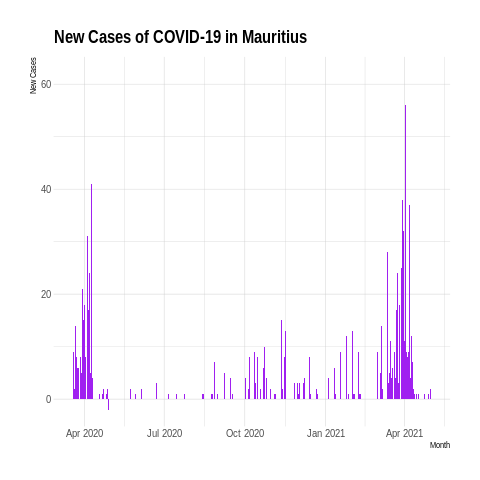 New Cases of COVID-19 in Mauritius
New Cases
60
40
20
0
Apr 2020
Jul 2020
Oct 2020
Jan 2021
Apr 2021
Month